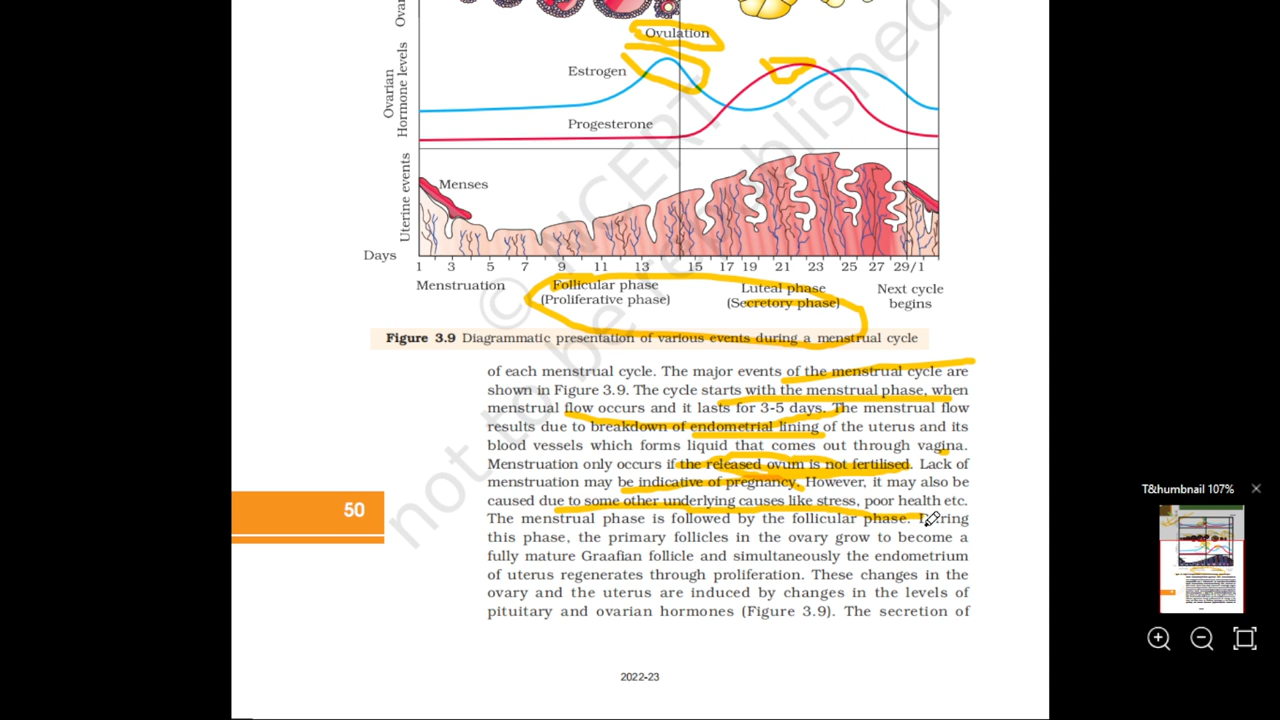 Ovulation
Ovarian
Hormone levels
Estrogen
Progesterone
Uterine events
Menses
Days
1 3 5 7 9 11 13 15 17 19 21 23 25 27 29/1
Menstruation
Follicular phase
(Proliferative phase)
Luteal phase
(Secretory phase)
Next cycle
begins
Figure 3.9 Diagrammatic presentation of various events during a menstrual cycle
of each menstrual cycle. The major events of the menstrual cycle are
shown in Figure 3.9. The cycle starts with the menstrual phase, when
menstrual flow occurs and it lasts for 3-5 days. The menstrual flow
results due to breakdown of endometrial lining of the uterus and its
blood vessels which forms liquid that comes out through vagina.
Menstruation only occurs if the released ovum is not fertilised. Lack of
menstruation may be indicative of pregnancy. However, it may also be
caused due to some other underlying causes like stress, poor health etc.
The menstrual phase is followed by the follicular phase. During
this phase, the primary follicles in the ovary grow to become a
fully mature Graafian follicle and simultaneously the endometrium
of uterus regenerates through proliferation. These changes in the
ovary and the uterus are induced by changes in the levels of
pituitary and ovarian hormones (Figure 3.9). The secretion of
50
2022-23
© NCERT
not to be republished
T&humbnail 107%